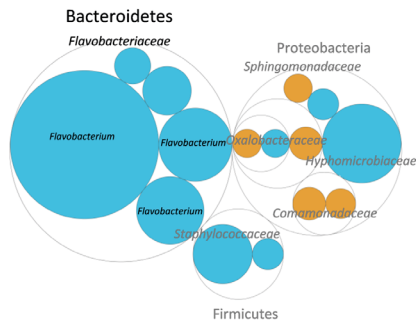 Bacteroidetes
Flavobacteriaceae
Proteobacteria
Sphingomonadaceae
Flavobacterium
Flavobacterium
Oxalobacteraceae
Hyphomicrobiaceae
Flavobacterium
Comamonadaceae
Staphylococcaceae
Firmicutes